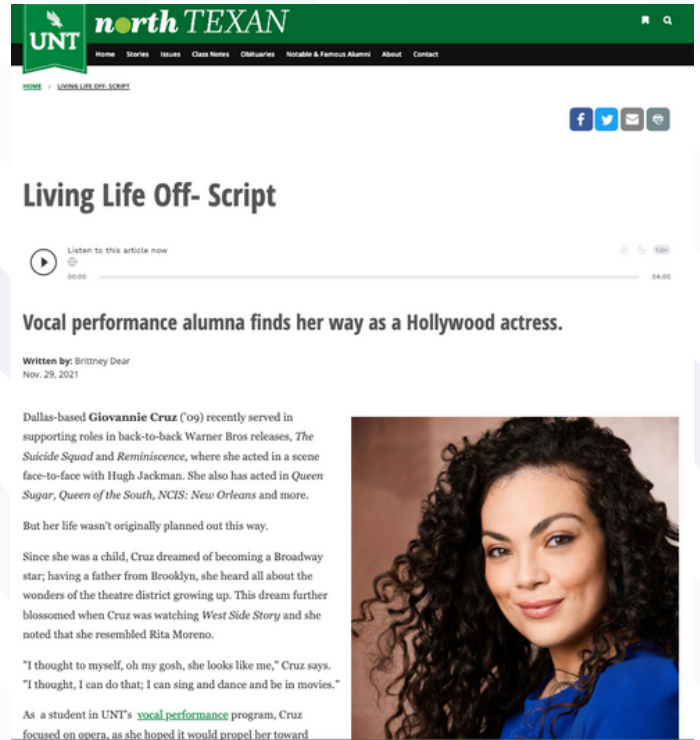 UNT
north TEXAN
Home Stories Issues Class Notes Obituaries Notable & Famous Alumni About Contact
HOME / LIVING LIFE OFF- SCRIPT
Living Life Off- Script
Listen to this article now
00:00 04:00
1.0×
Vocal performance alumna finds her way as a Hollywood actress.
Written by: Brittney Dear
Nov. 29, 2021
Dallas-based Giovannie Cruz ('09) recently served in
supporting roles in back-to-back Warner Bros releases, The
Suicide Squad and Reminiscence, where she acted in a scene
face-to-face with Hugh Jackman. She also has acted in Queen
Sugar, Queen of the South, NCIS: New Orleans and more.
But her life wasn't originally planned out this way.
Since she was a child, Cruz dreamed of becoming a Broadway
star; having a father from Brooklyn, she heard all about the
wonders of the theatre district growing up. This dream further
blossomed when Cruz was watching West Side Story and she
noted that she resembled Rita Moreno.
"I thought to myself, oh my gosh, she looks like me," Cruz says.
"I thought, I can do that; I can sing and dance and be in movies."
As a student in UNT's vocal performance program, Cruz
focused on opera, as she hoped it would propel her toward